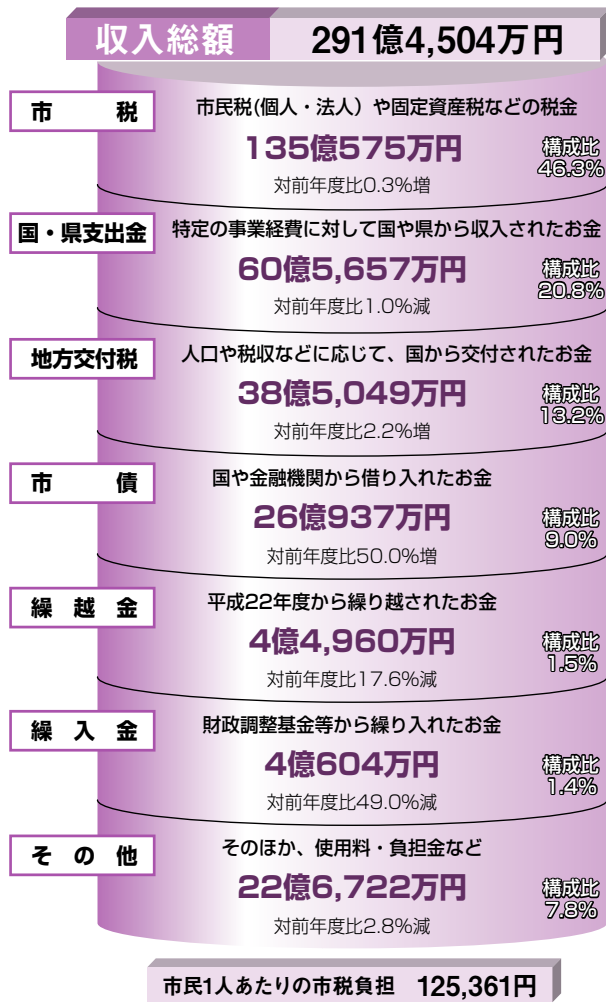 収入総額 291億4,504万円
市税
市民税(個人・法人）や固定資産税などの税金
135億575万円
対前年度比0.3%増
構成比
46.3%
国・県支出金
特定の事業経費に対して国や県から収入されたお金
60億5,657万円
対前年度比1.0%減
構成比
20.8%
地方交付税
人口や税収などに応じて、国から交付されたお金
38億5,049万円
対前年度比2.2%増
構成比
13.2%
市債
国や金融機関から借り入れたお金
26億937万円
対前年度比50.0%増
構成比
9.0%
繰越金
平成22年度から繰り越されたお金
4億4,960万円
対前年度比17.6%減
構成比
1.5%
繰入金
財政調整基金等から繰り入れたお金
4億604万円
対前年度比49.0%減
構成比
1.4%
その他
そのほか、使用料・負担金など
22億6,722万円
対前年度比2.8%減
構成比
7.8%
市民1人あたりの市税負担 125,361円